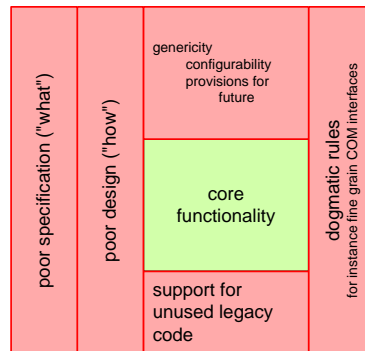 poor specification ("what")
poor design ("how")
genericity
configurability
provisions for
future
core
functionality
support for
unused legacy
code
dogmatic rules
for instance fine grain COM interfaces